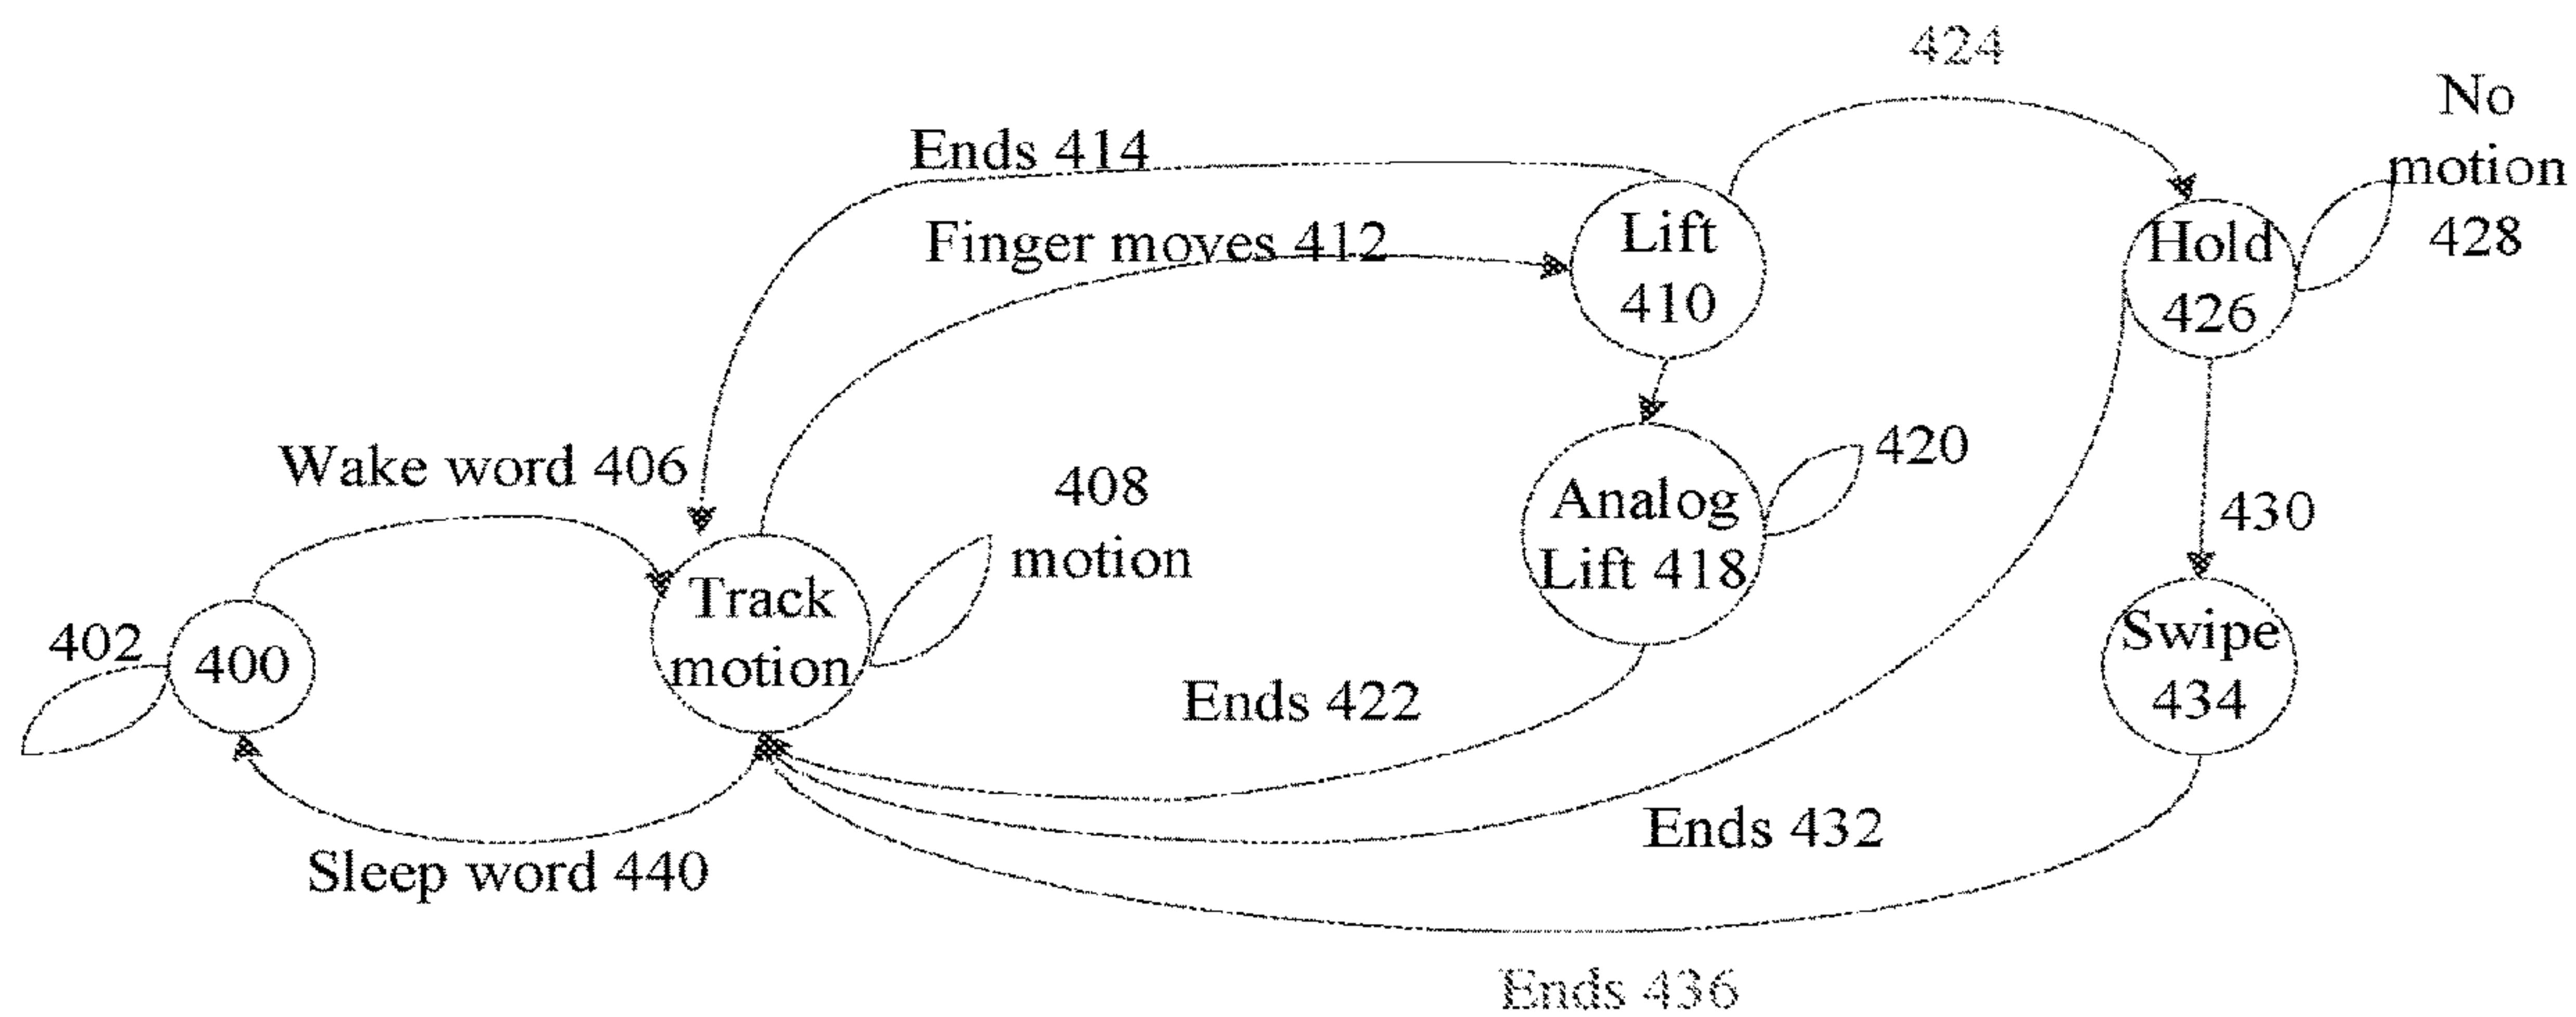 424
No
motion
428
Ends 414
Finger moves 412
Lift
410
Hold
426
Wake word 406
408
motion
420
Analog
Lift 418
430
Track
motion
402
400
Swipe
434
Ends 422
Ends 432
Sleep word 440
Ends 436